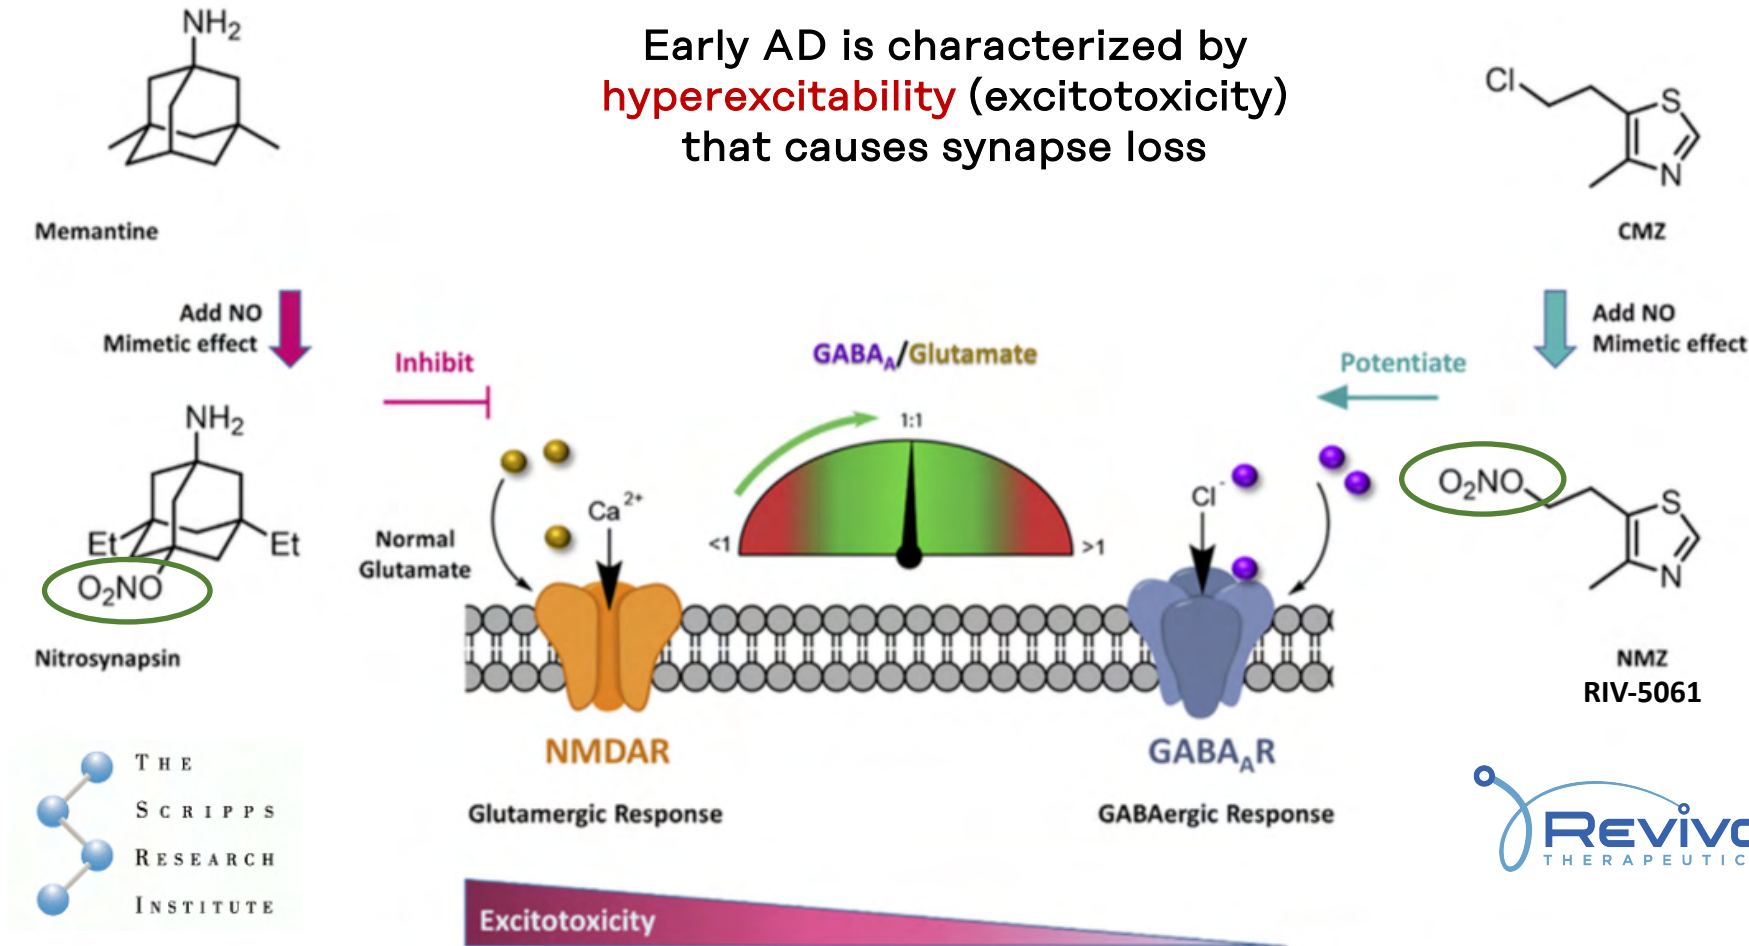 Early AD is characterized by
hyperexcitability (excitotoxicity)
that causes synapse loss
NH2
Memantine
Add NO
Mimetic effect
NH2
Et
Et
O2NO
Nitrosynapsin
THE
SCRIPPS
RESEARCH
INSTITUTE
Inhibit
Normal
Glutamate
Ca2+
NMDAR
Glutamergic Response
GABAA/Glutamate
1:1
<1
>1
Cl-
GABAAR
GABAergic Response
Potentiate
Cl
S
N
CMZ
Add NO
Mimetic effect
O2NO
S
N
NMZ
RIV-5061
Excitotoxicity